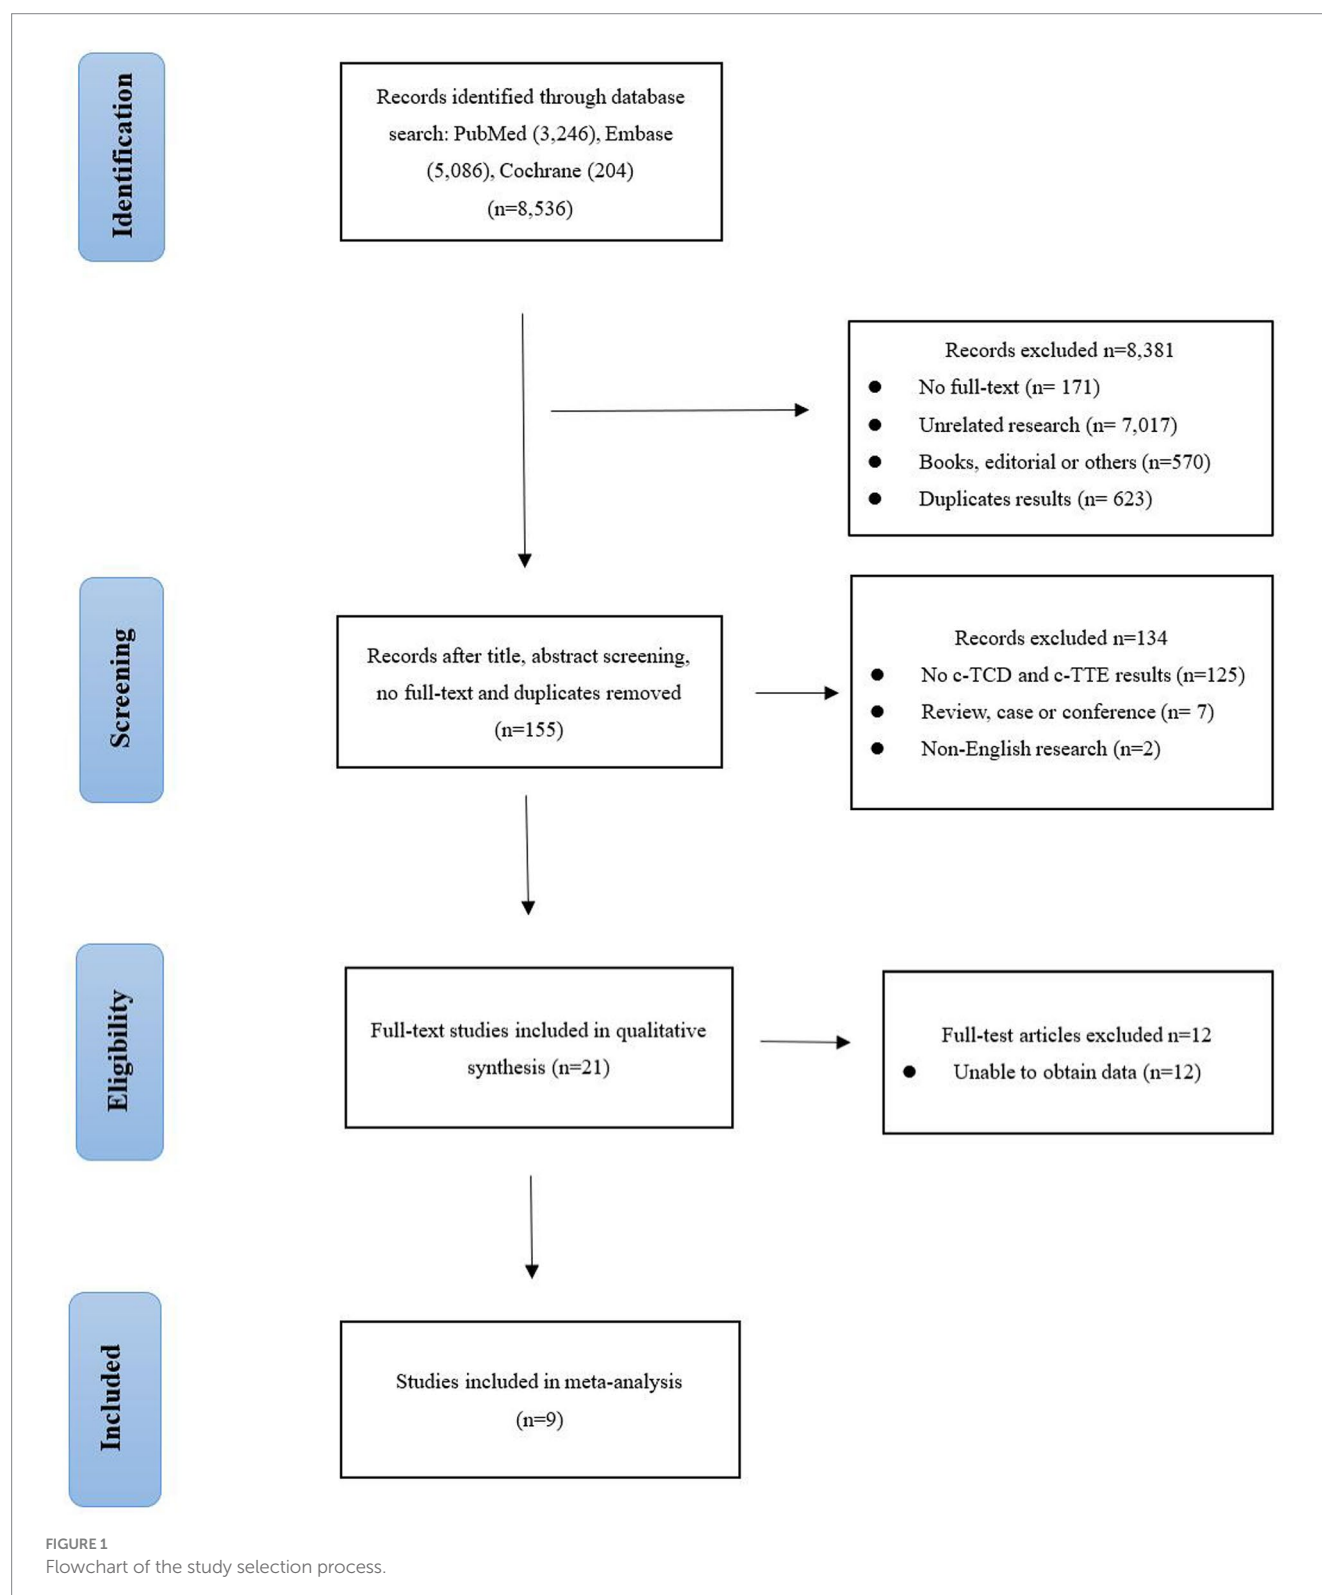 Identification
Records identified through database
search: PubMed (3,246), Embase
(5,086), Cochrane (204)
(n=8,536)
Records excluded n=8,381
● No full-text (n= 171)
● Unrelated research (n= 7,017)
● Books, editorial or others (n=570)
● Duplicates results (n= 623)
Screening
Records after title, abstract screening,
no full-text and duplicates removed
(n=155)
Records excluded n=134
● No c-TCD and c-TTE results (n=125)
● Review, case or conference (n= 7)
● Non-English research (n=2)
Eligibility
Full-text studies included in qualitative
synthesis (n=21)
Full-test articles excluded n=12
● Unable to obtain data (n=12)
Included
Studies included in meta-analysis
(n=9)
FIGURE 1
Flowchart of the study selection process.